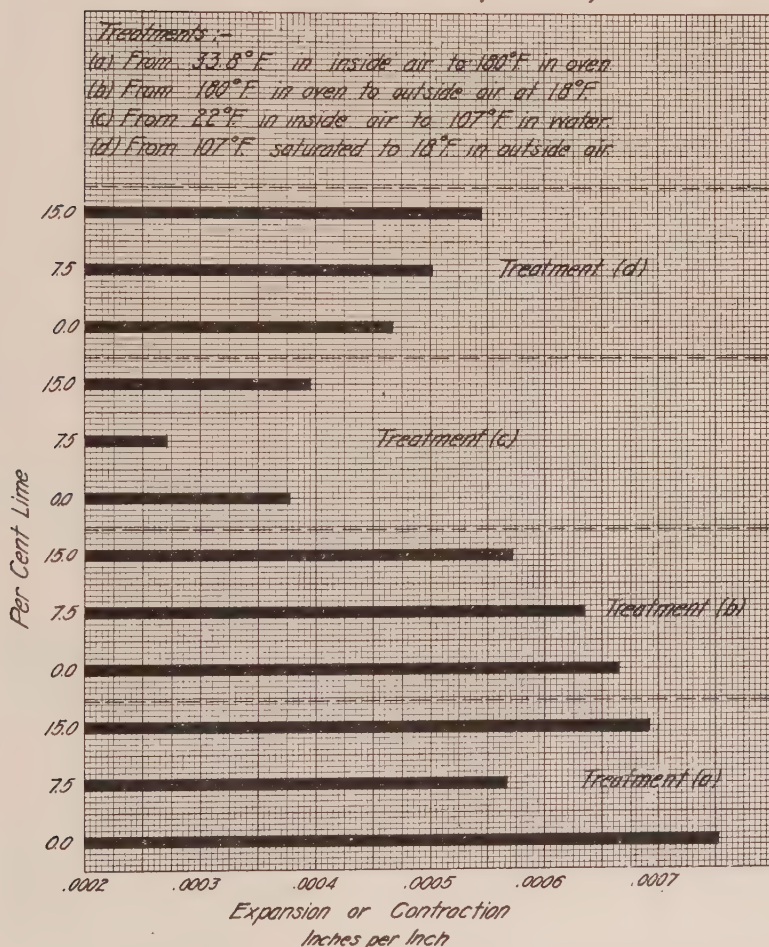 Treatments:-
(a) From 33.8°F. in inside air to 180°F. in oven
(b) From 180°F. in oven to outside air at 18°F.
(c) From 22°F. in inside air to 107°F. in water.
(d) From 107°F. saturated to 18°F. in outside air.
15.0
7.5
Treatment (d)
0.0
15.0
7.5
Treatment (c)
0.0
Per Cent Lime
15.0
7.5
Treatment (b)
0.0
15.0
7.5
Treatment (a)
0.0
.0002 .0003 .0004 .0005 .0006 .0007
Expansion or Contraction
Inches per Inch